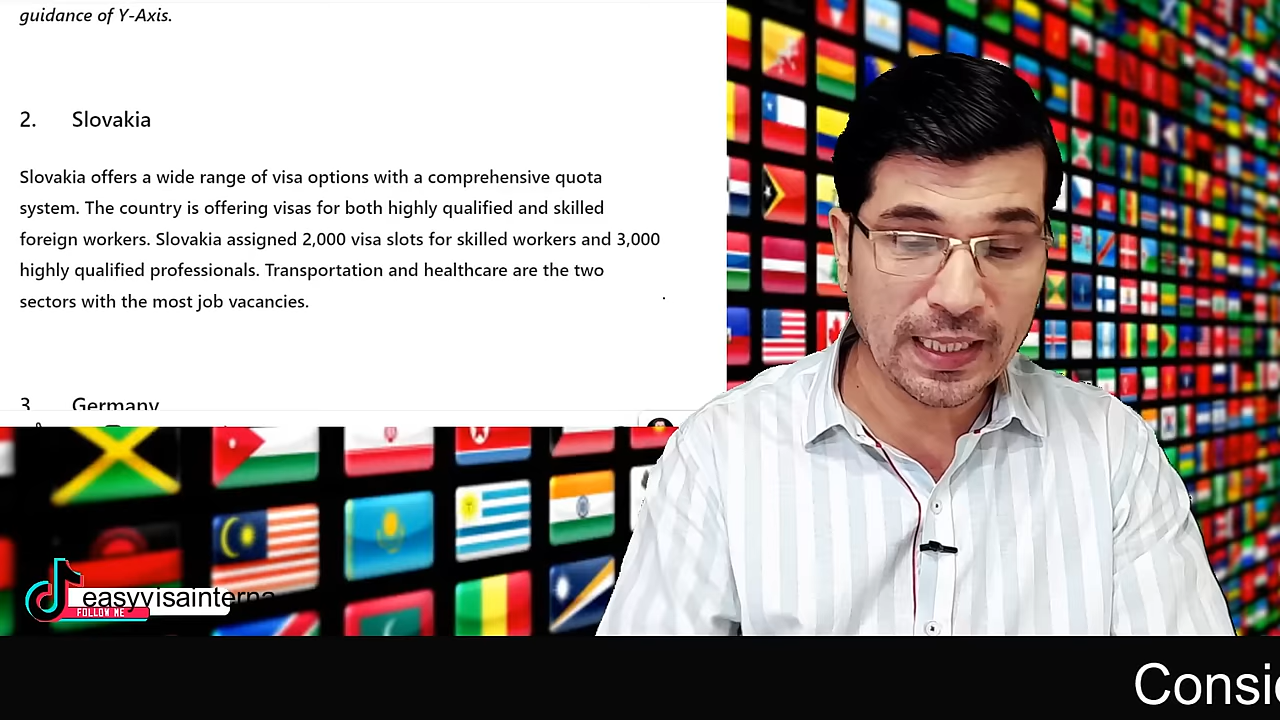 guidance of Y-Axis.
2. Slovakia
Slovakia offers a wide range of visa options with a comprehensive quota
system. The country is offering visas for both highly qualified and skilled
foreign workers. Slovakia assigned 2,000 visa slots for skilled workers and 3,000
highly qualified professionals. Transportation and healthcare are the two
sectors with the most job vacancies.
3 Germany
easyvisainterna
FOLLOW ME
Consi